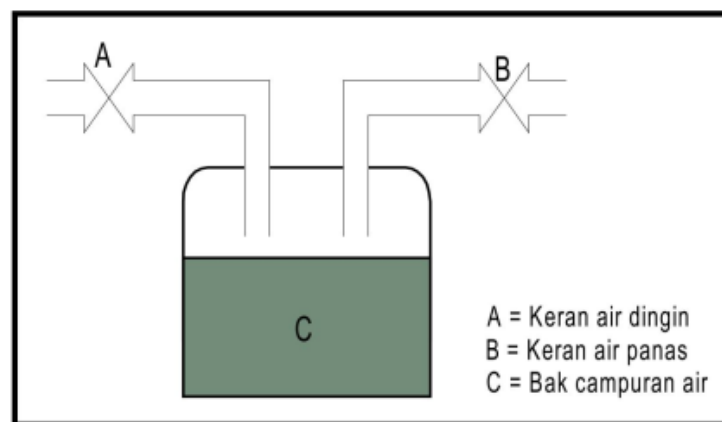 A
B
C
A = Keran air dingin
B = Keran air panas
C = Bak campuran air